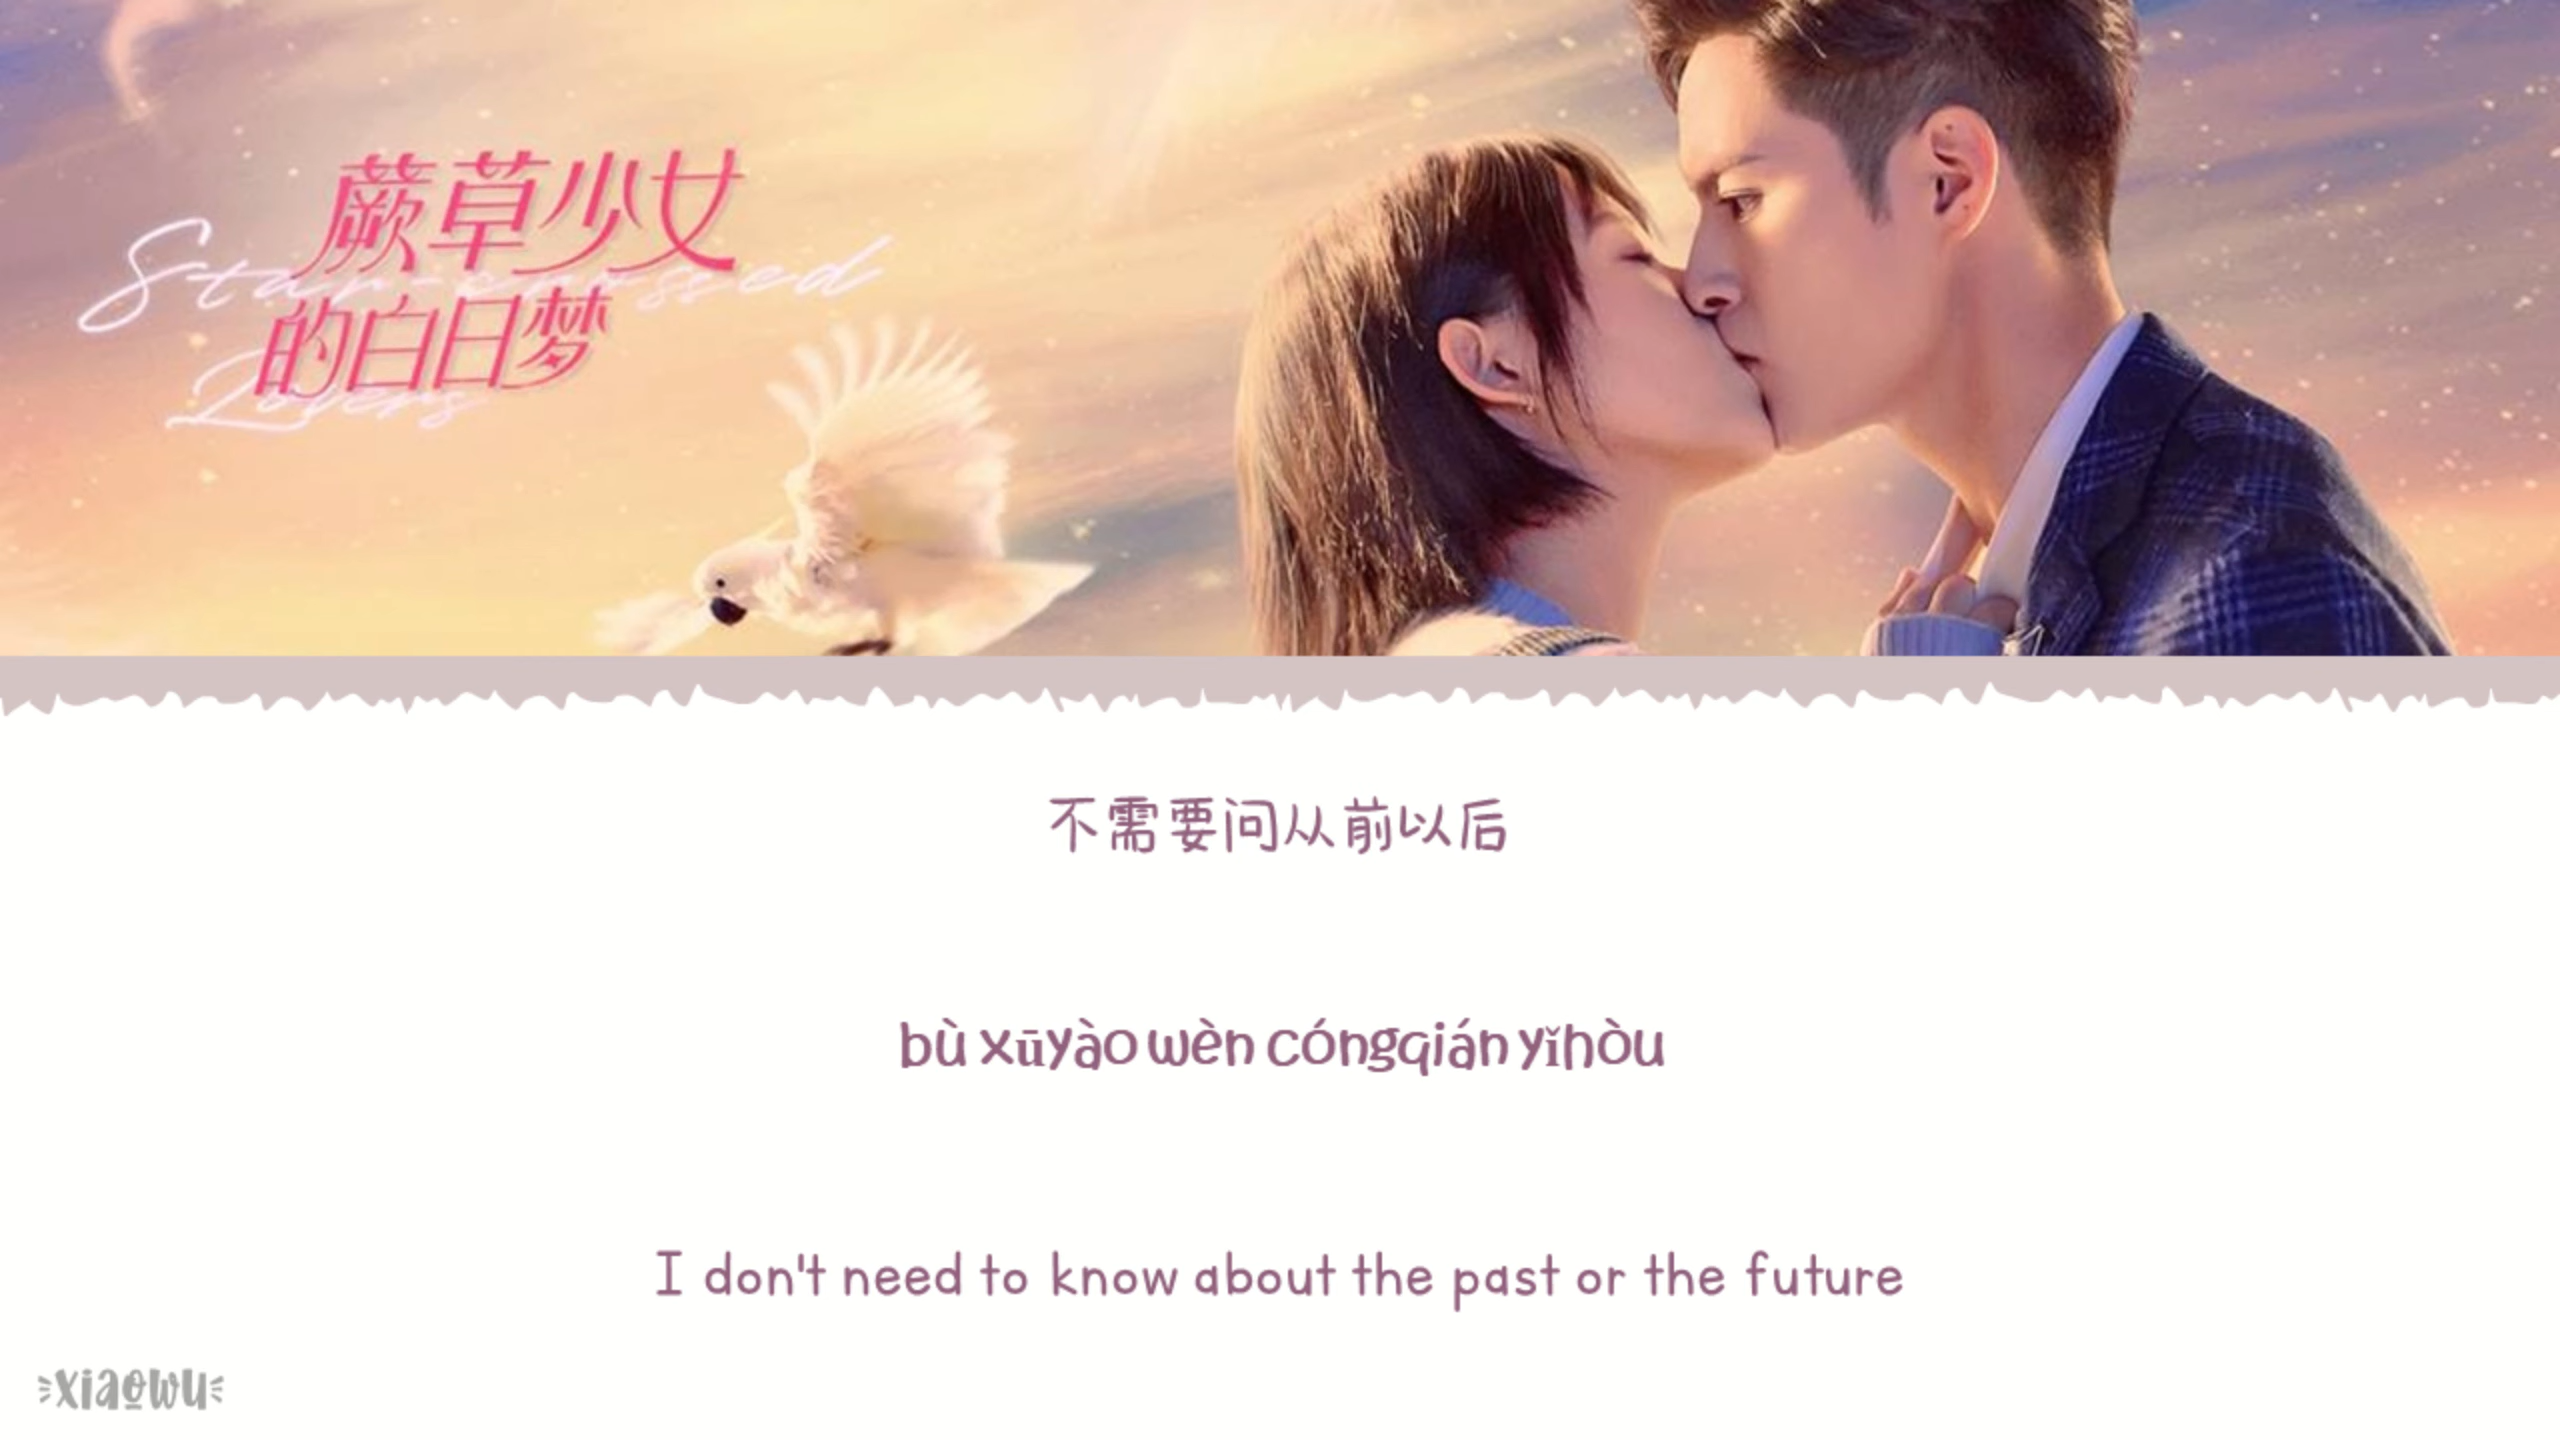 蕨草少女
Star-crossed
的白日梦
Lovers
不需要问从前以后
bù xūyào wèn cóngqián yǐhòu
I don't need to know about the past or the future
xiaowu